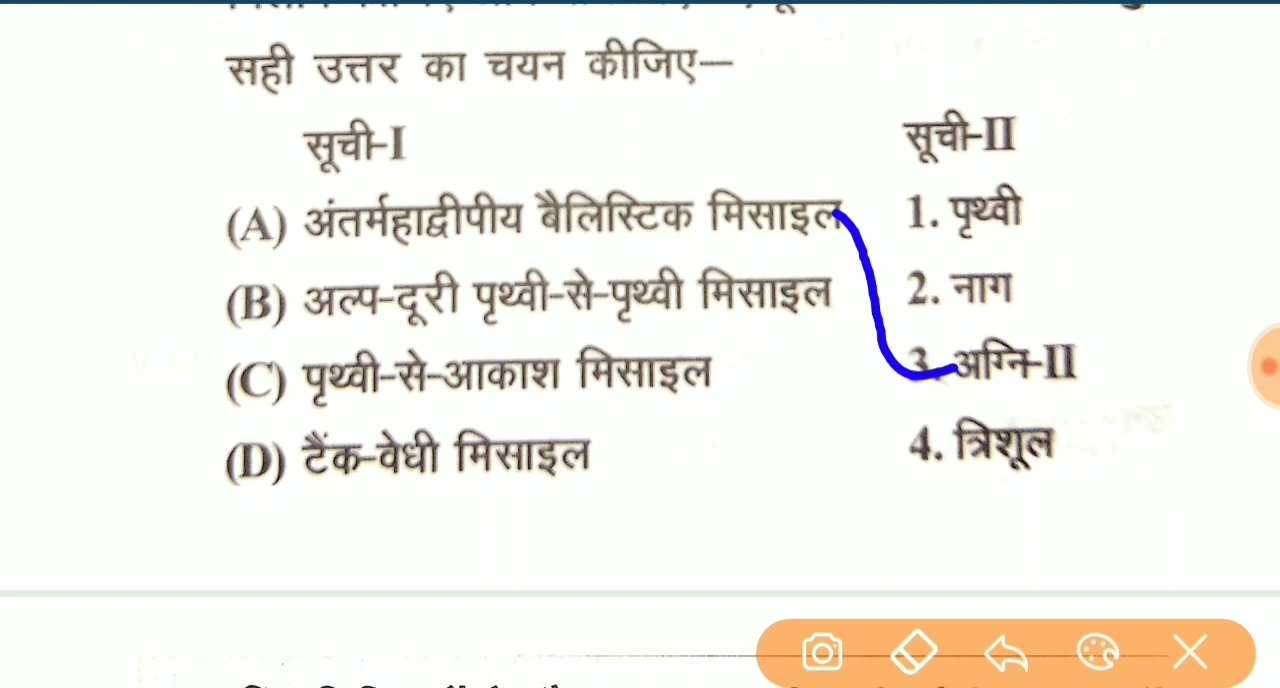 सही उत्तर का चयन कीजिए—
सूची-I सूची-II
(A) अंतर्महाद्वीपीय बैलिस्टिक मिसाइल 1. पृथ्वी
(B) अल्प-दूरी पृथ्वी-से-पृथ्वी मिसाइल 2. नाग
(C) पृथ्वी-से-आकाश मिसाइल 3. अग्नि-II
(D) टैंक-वेधी मिसाइल 4. त्रिशूल